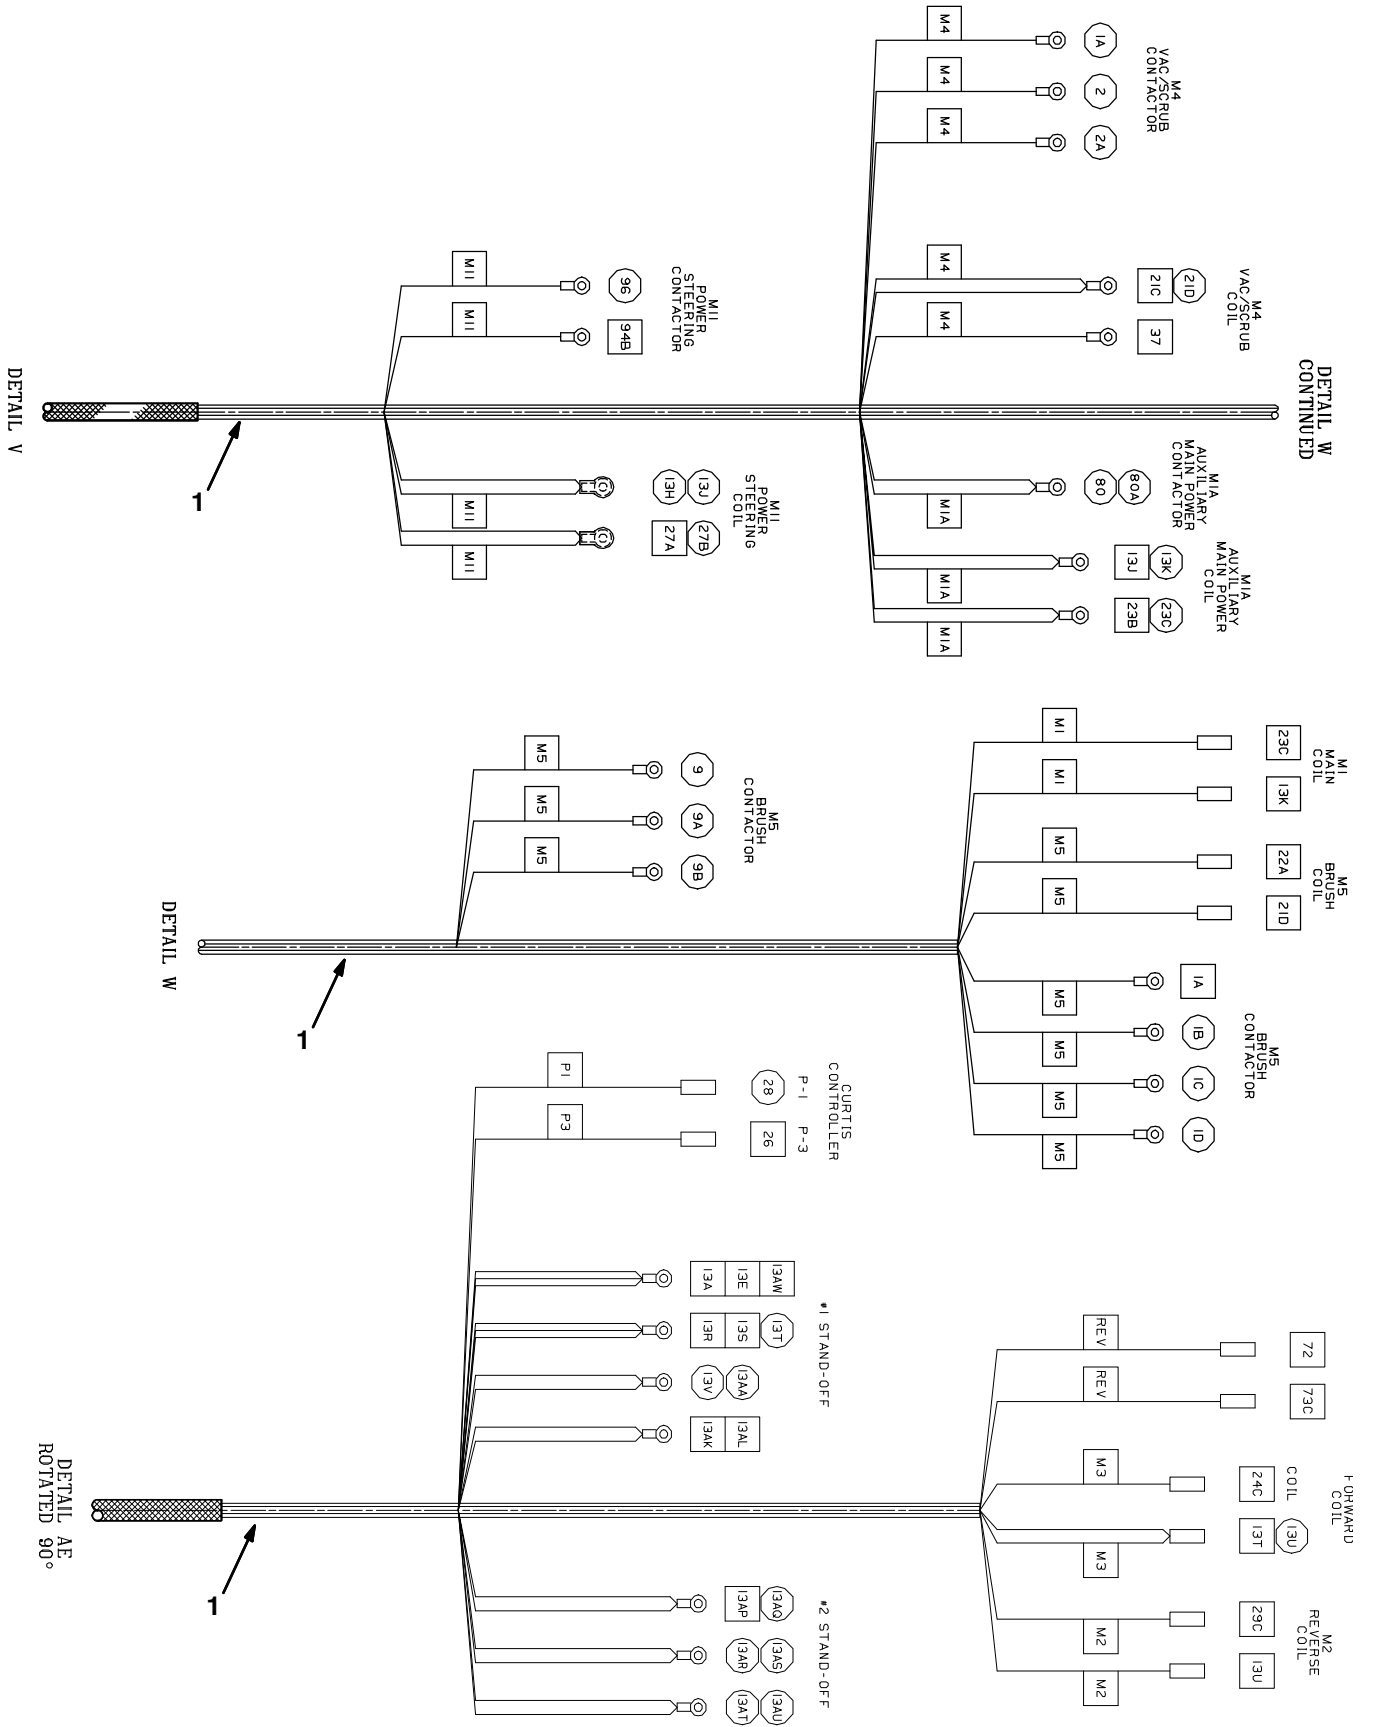 DETAIL W
CONTINUED
M4
VAC/SCRUB
CONTACTOR
1A
2
2A
M4
M4
M4
M4
VAC/SCRUB
COIL
21D
21C
37
M4
M4
M1A
AUXILIARY
MAIN POWER
CONTACTOR
80A
80
M1A
M1A
AUXILIARY
MAIN POWER
COIL
13K
13J
23C
23B
M1A
M1A
M11
POWER
STEERING
CONTACTOR
96
94B
M11
M11
M11
POWER
STEERING
COIL
13J
13H
27B
27A
M11
M11
1
DETAIL V
M1
MAIN
COIL
23C
13K
M1
M1
M5
BRUSH
COIL
22A
21D
M5
M5
M5
BRUSH
CONTACTOR
1A
1B
1C
1D
M5
M5
M5
M5
M5
BRUSH
CONTACTOR
9
9A
9B
M5
M5
M5
1
DETAIL W
72
73C
REV
REV
FORWARD
COIL
COIL
24C
13U
13T
M3
M3
M2
REVERSE
COIL
29C
13U
M2
M2
CURTIS
CONTROLLER
P-1
P-3
28
26
P1
P3
#1 STAND-OFF
13AW
13E
13A
13T
13S
13R
13AA
13V
13AL
13AK
#2 STAND-OFF
13AQ
13AP
13AS
13AR
13AU
13AT
1
DETAIL AE
ROTATED 90°